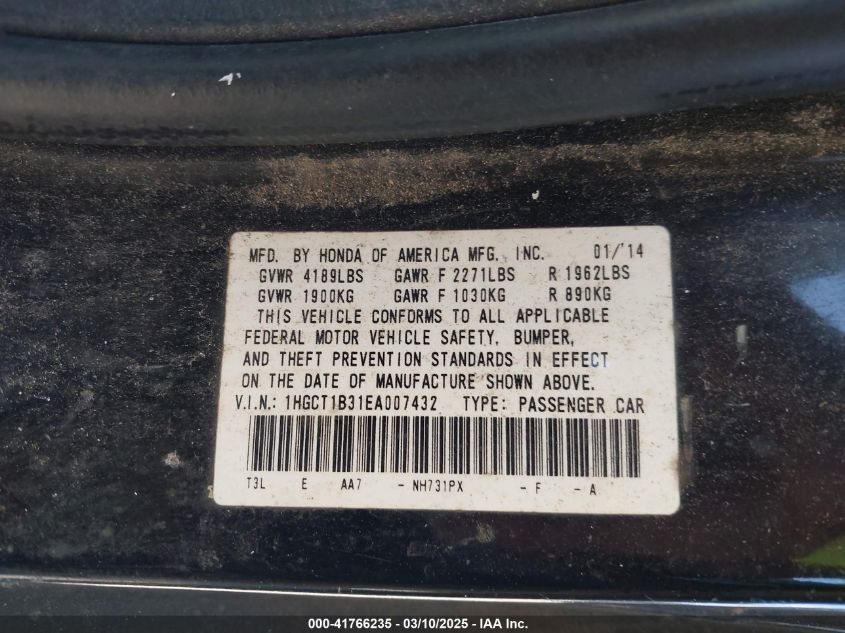 MFD. BY HONDA OF AMERICA MFG. INC. 01/'14
GVWR 4189LBS GAWR F 2271LBS R 1962LBS
GVWR 1900KG GAWR F 1030KG R 890KG
THIS VEHICLE CONFORMS TO ALL APPLICABLE
FEDERAL MOTOR VEHICLE SAFETY, BUMPER,
AND THEFT PREVENTION STANDARDS IN EFFECT
ON THE DATE OF MANUFACTURE SHOWN ABOVE.
V.I.N.: 1HGCT1B31EA007432 TYPE: PASSENGER CAR
T3L E AA7 - NH731PX - F - A
000-41766235 - 03/10/2025 - IAA Inc.